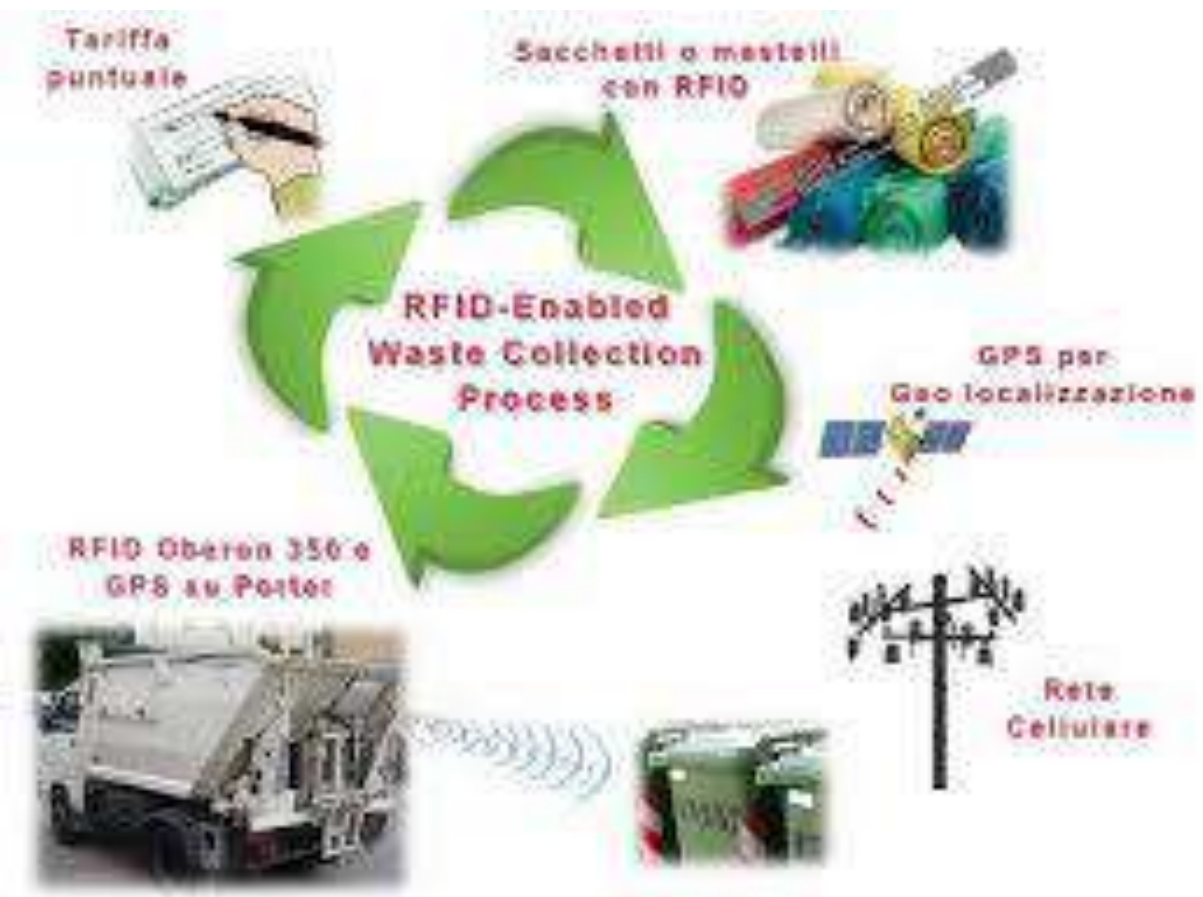 Tariffa
puntuale
Sacchetti o mastelli
con RFID
RFID-Enabled
Waste Collection
Process
GPS per
Geo localizzazione
RFID Oberon 350 e
GPS su Porter
Rete
Cellulare